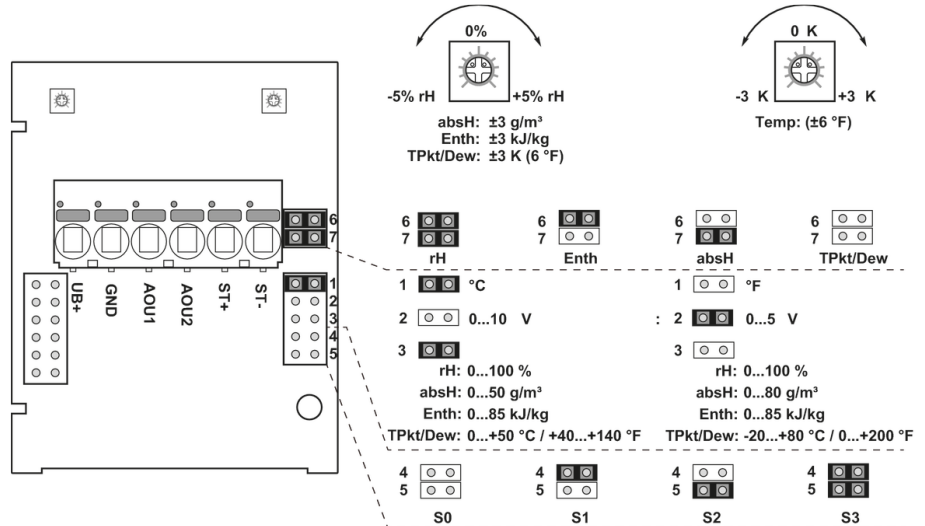 0%
-5% rH +5% rH
absH: ±3 g/m³
Enth: ±3 kJ/kg
TPkt/Dew: ±3 K (6 °F)
0 K
-3 K +3 K
Temp: (±6 °F)
6
7
1
2
3
4
5
UB+
GND
AOU1
AOU2
ST+
ST-
6 6 6 6
7 7 7 7
rH Enth absH TPkt/Dew
1 °C 1 °F
2 0...10 V : 2 0...5 V
3 3
rH: 0...100 % rH: 0...100 %
absH: 0...50 g/m³ absH: 0...80 g/m³
Enth: 0...85 kJ/kg Enth: 0...85 kJ/kg
TPkt/Dew: 0...+50 °C / +40...+140 °F TPkt/Dew: -20...+80 °C / 0...+200 °F
4 4 4 4
5 5 5 5
S0 S1 S2 S3